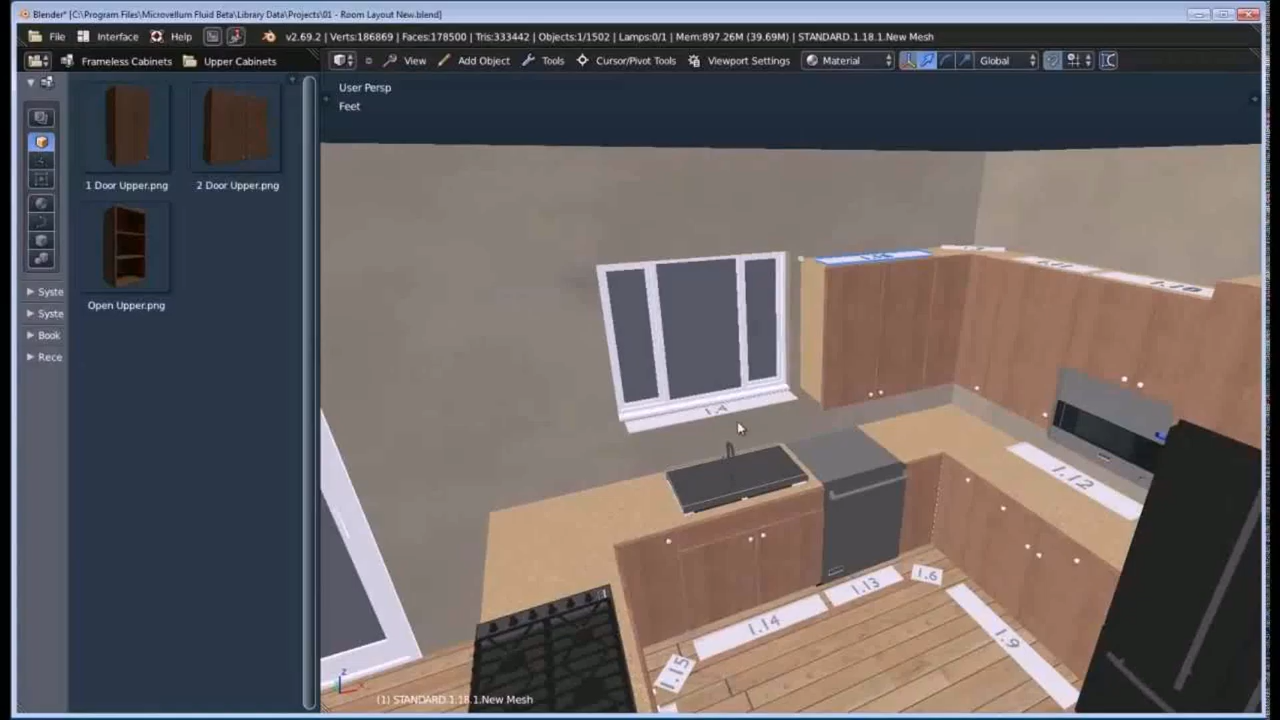 Blender* [C:\Program Files\Microvellum Fluid Beta\Library Data\Projects\01 - Room Layout New.blend]
File Interface Help v2.69.2 | Verts:186869 | Faces:178500 | Tris:333442 | Objects:1/1502 | Lamps:0/1 | Mem:897.26M (39.69M) | STANDARD.1.18.1.New Mesh
Frameless Cabinets Upper Cabinets View Add Object Tools Cursor/Pivot Tools Viewport Settings Material Global
User Persp
Feet
1 Door Upper.png 2 Door Upper.png
Open Upper.png
Syste
Syste
Book
Rece
1.4
1.12
1.6
1.13
1.14
1.9
1.15
(1) STANDARD.1.18.1.New Mesh